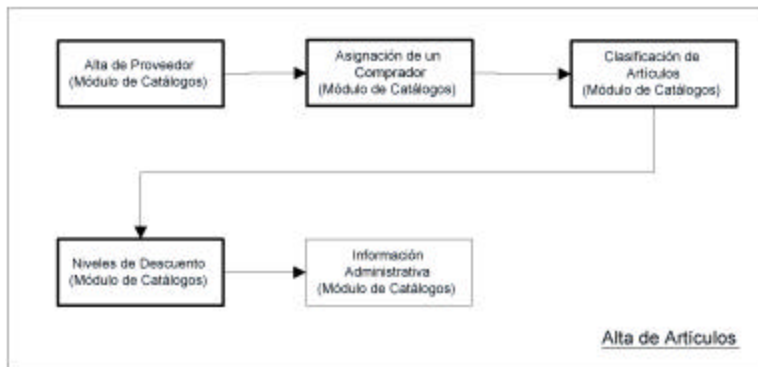 Alta de Proveedor
(Módulo de Catálogos)
Asignación de un
Comprador
(Módulo de Catálogos)
Clasificación de
Artículos
(Módulo de Catálogos)
Niveles de Descuento
(Módulo de Catálogos)
Información
Administrativa
(Módulo de Catálogos)
Alta de Artículos